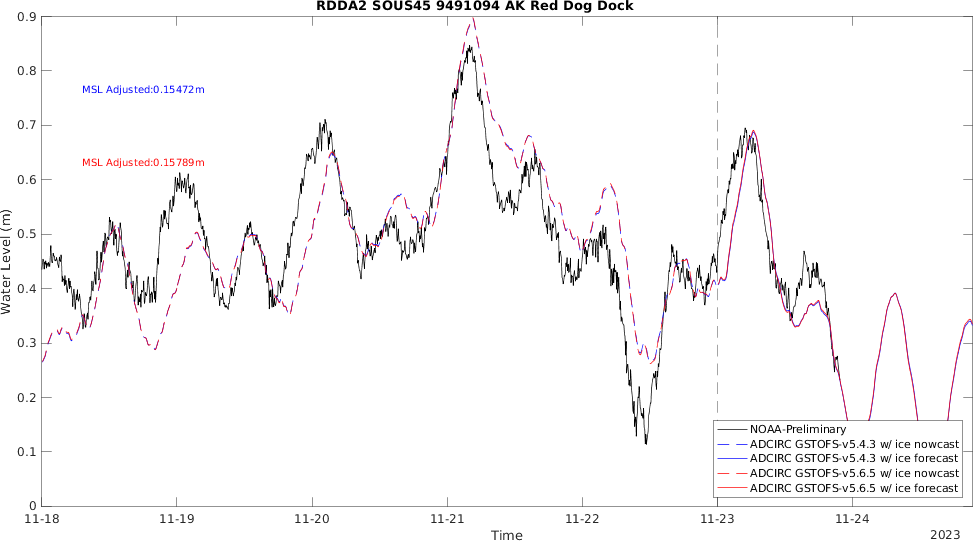 RDDA2 SOUS45 9491094 AK Red Dog Dock
Water Level (m)
0.9
0.8
0.7
0.6
0.5
0.4
0.3
0.2
0.1
0
MSL Adjusted:0.15472m
MSL Adjusted:0.15789m
NOAA-Preliminary
ADCIRC GSTOFS-v5.4.3 w/ ice nowcast
ADCIRC GSTOFS-v5.4.3 w/ ice forecast
ADCIRC GSTOFS-v5.6.5 w/ ice nowcast
ADCIRC GSTOFS-v5.6.5 w/ ice forecast
11-18 11-19 11-20 11-21 11-22 11-23 11-24
Time
2023